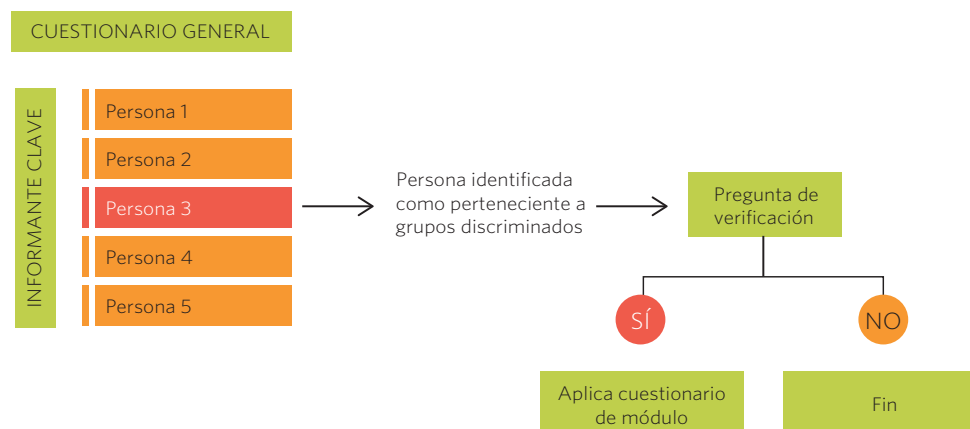 CUESTIONARIO GENERAL
INFORMANTE CLAVE
Persona 1
Persona 2
Persona 3
Persona 4
Persona 5
Persona identificada
como perteneciente a
grupos discriminados
Pregunta de
verificación
SÍ
NO
Aplica cuestionario
de módulo
Fin